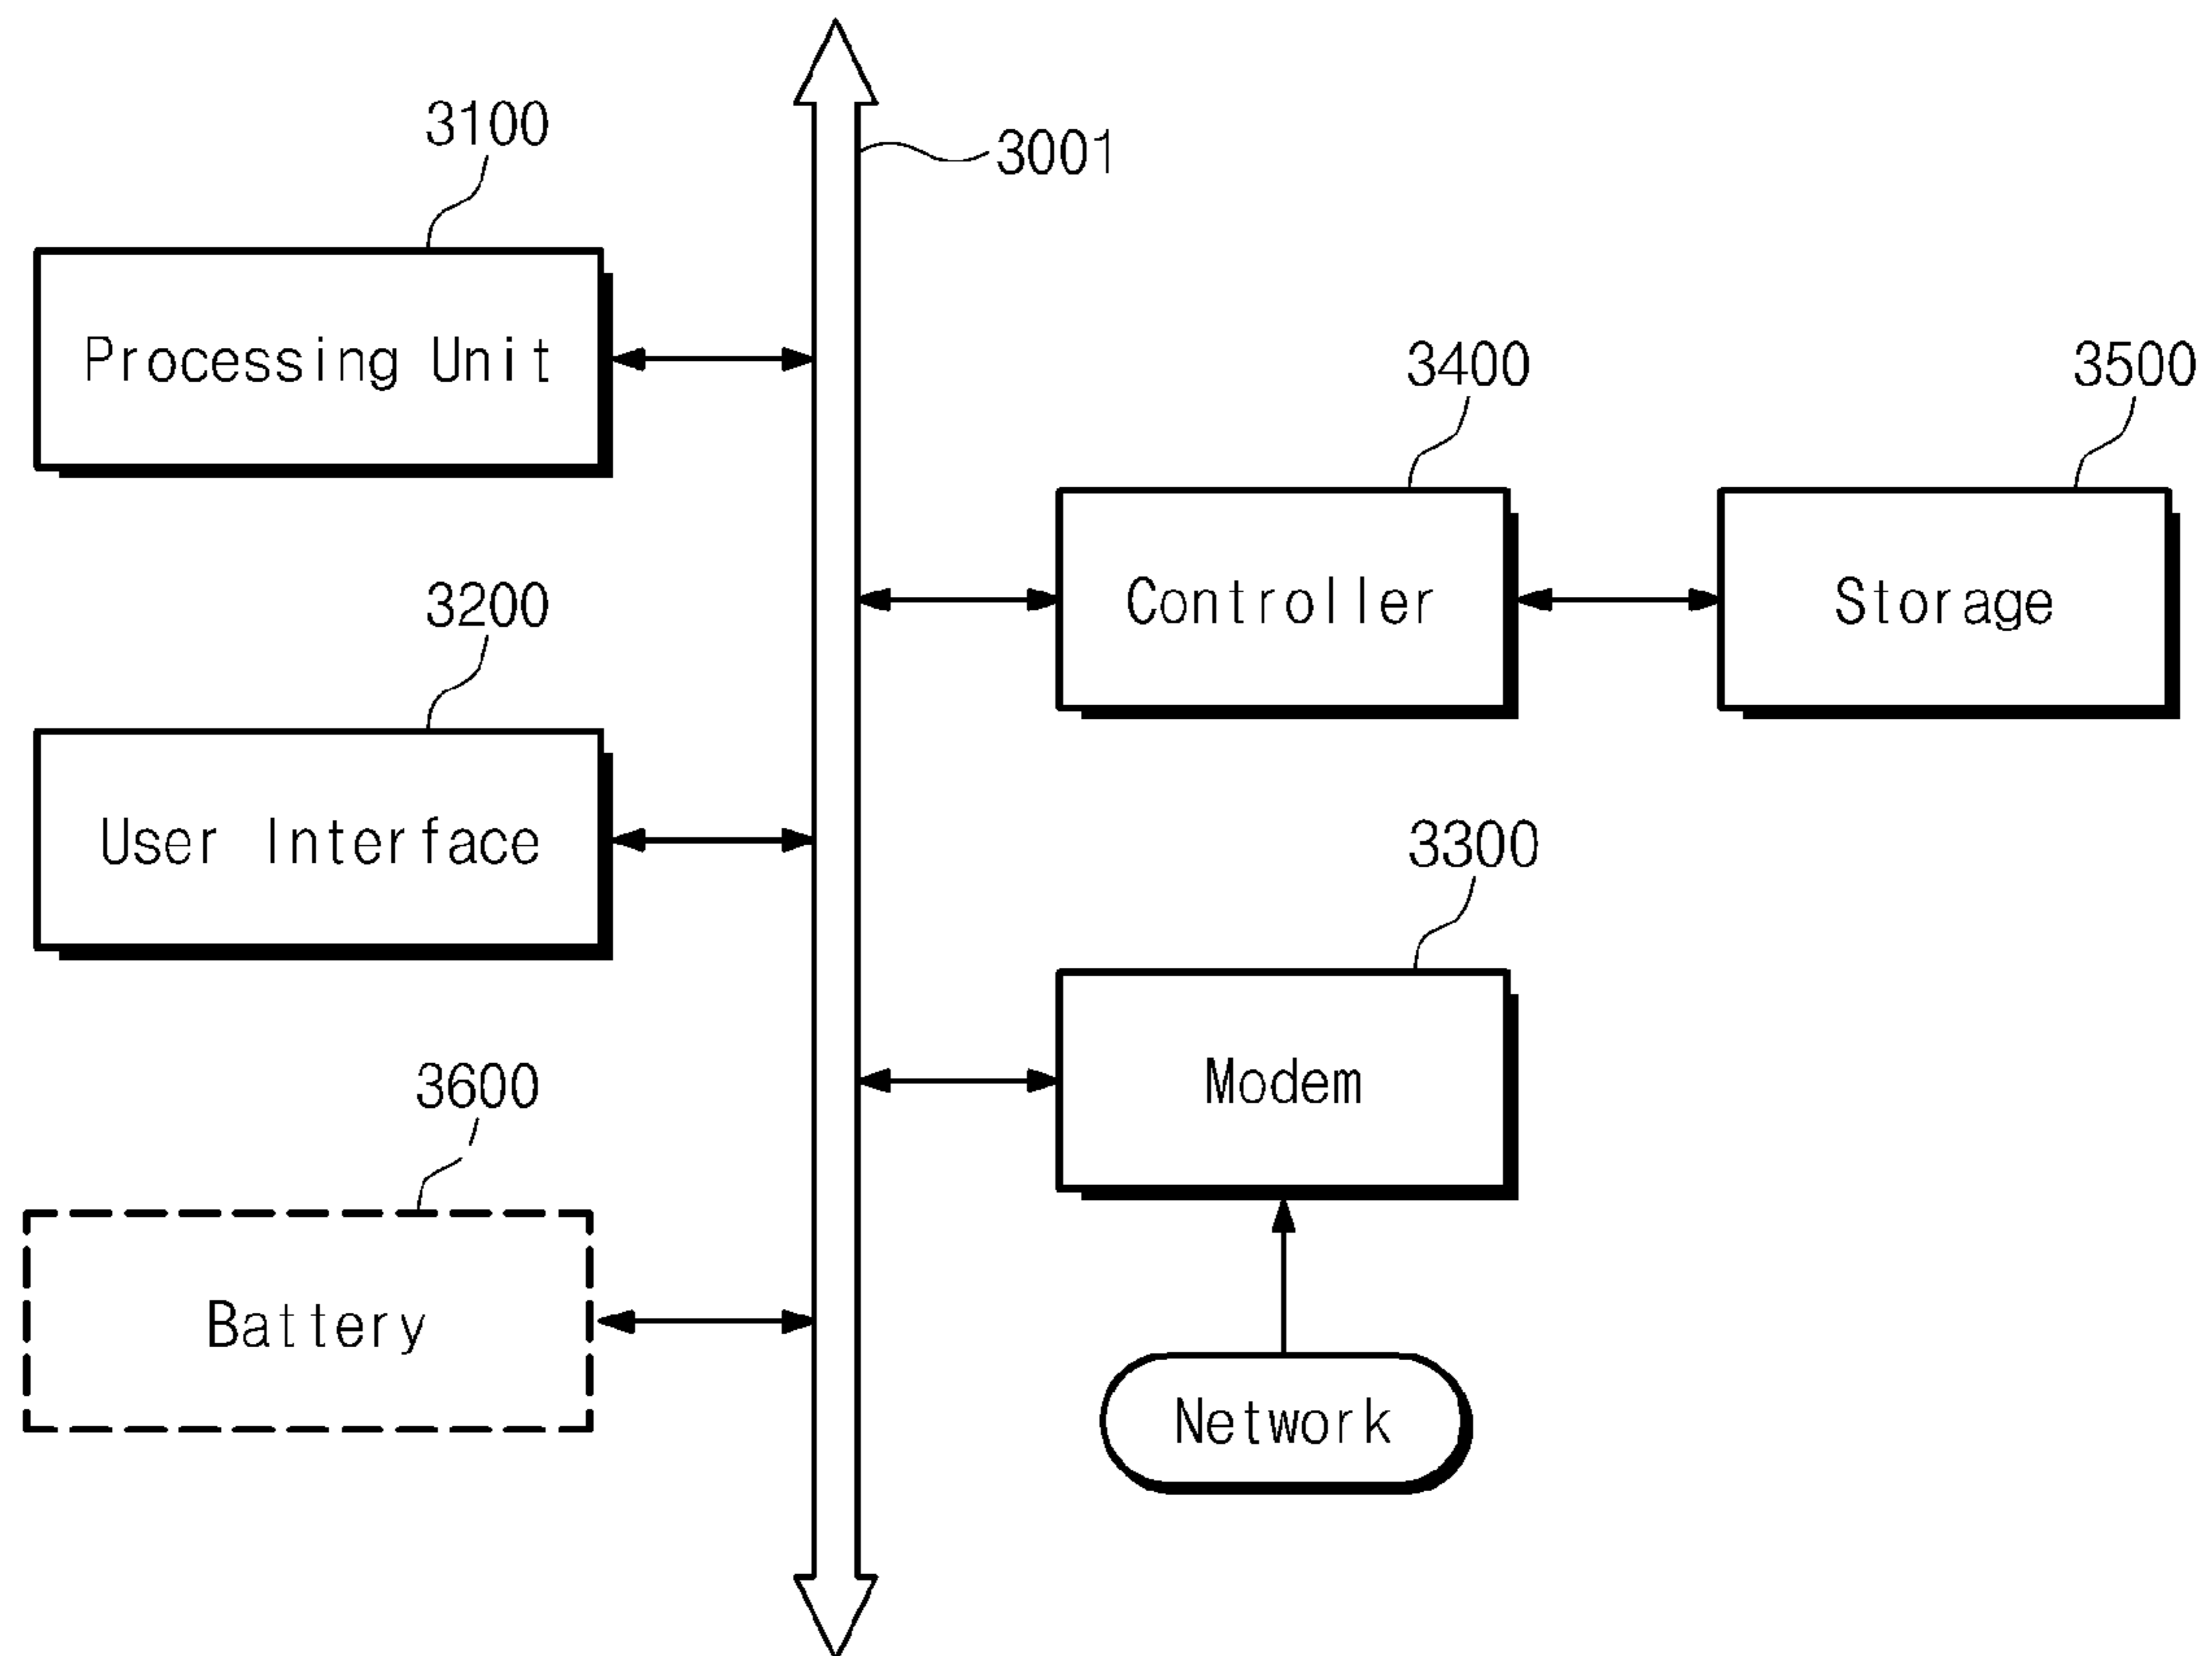 3100
3001
Processing Unit
3400
3500
Controller
Storage
3200
User Interface
3300
Modem
3600
Battery
Network